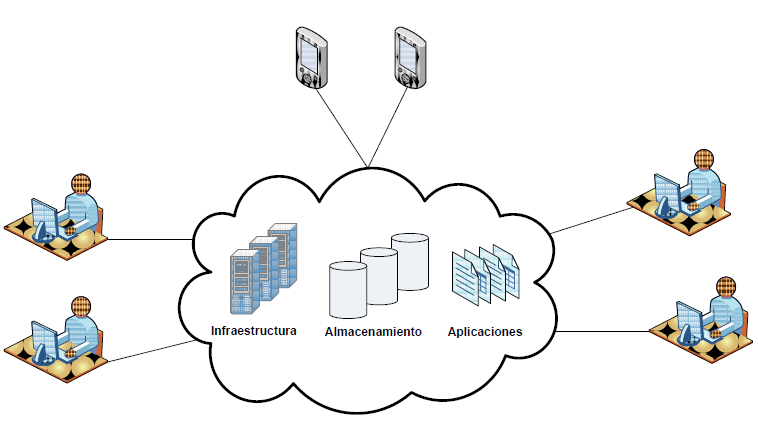 Infraestructura
Almacenamiento
Aplicaciones